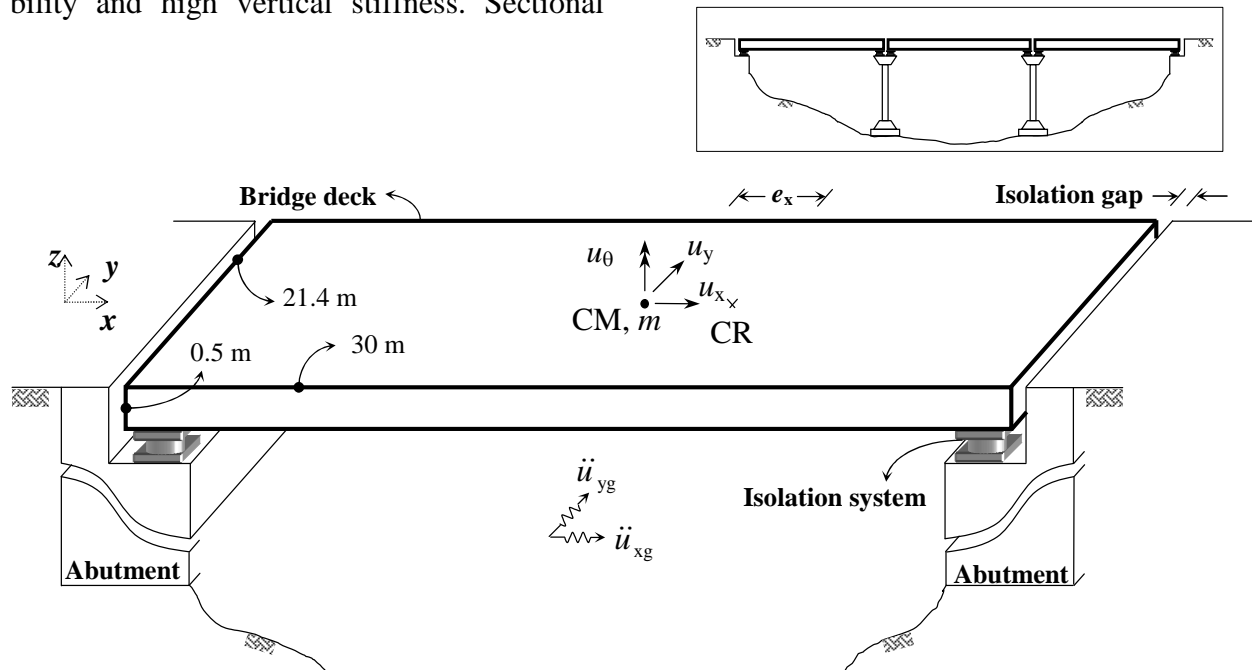 bility and high vertical stiffness. Sectional
Bridge deck
eₓ
Isolation gap
z
y
x
u_θ
u_y
u_x
21.4 m
CM, m
CR
0.5 m
30 m
ü_yg
Isolation system
ü_xg
Abutment
Abutment